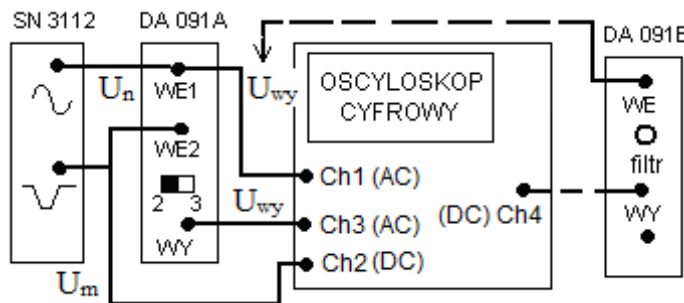 SN 3112
DA 091A
DA 091B
Un
WE1
Uwy
OSCYLOSKOP
CYFROWY
WE
WE2
filtr
Ch1 (AC)
2 3
Uwy
(DC) Ch4
WY
WY
Ch3 (AC)
Ch2 (DC)
Um